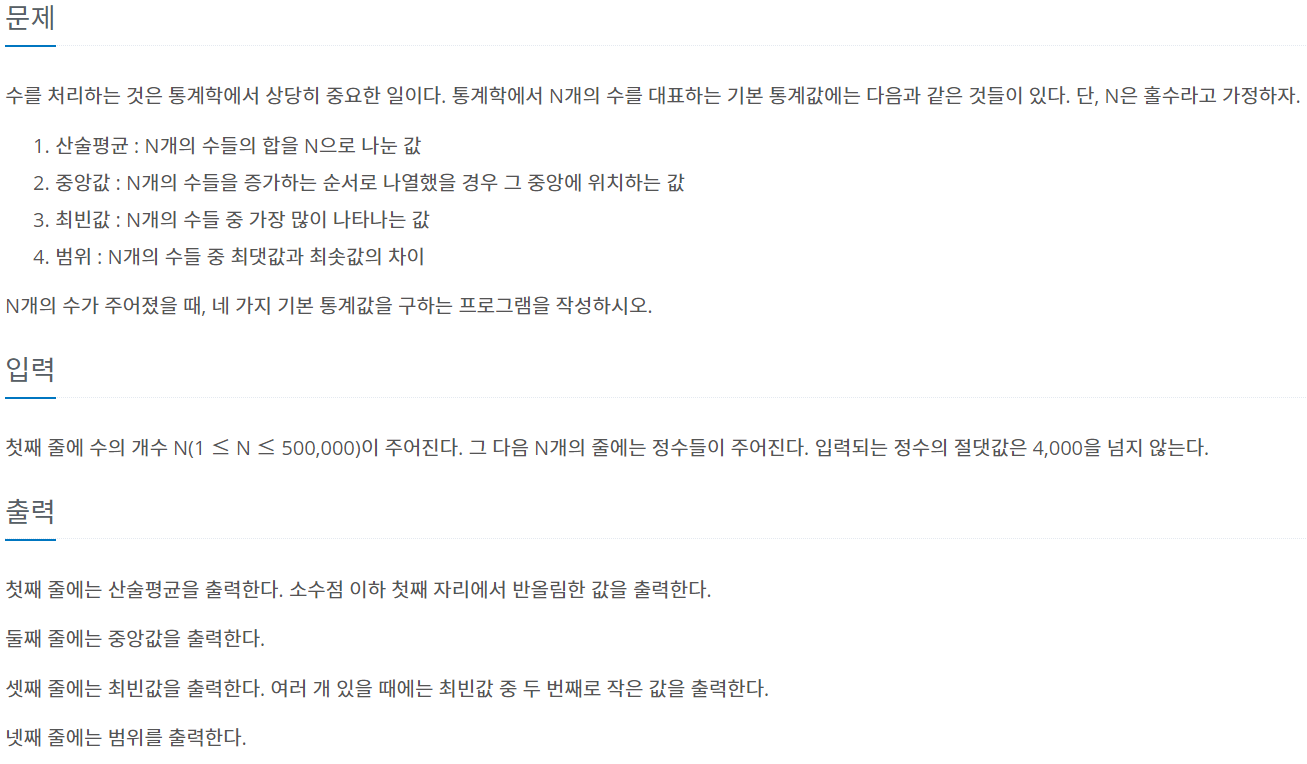 문제
수를 처리하는 것은 통계학에서 상당히 중요한 일이다. 통계학에서 N개의 수를 대표하는 기본 통계값에는 다음과 같은 것들이 있다. 단, N은 홀수라고 가정하자.
1. 산술평균 : N개의 수들의 합을 N으로 나눈 값
2. 중앙값 : N개의 수들을 증가하는 순서로 나열했을 경우 그 중앙에 위치하는 값
3. 최빈값 : N개의 수들 중 가장 많이 나타나는 값
4. 범위 : N개의 수들 중 최댓값과 최솟값의 차이
N개의 수가 주어졌을 때, 네 가지 기본 통계값을 구하는 프로그램을 작성하시오.
입력
첫째 줄에 수의 개수 N(1 ≤ N ≤ 500,000)이 주어진다. 그 다음 N개의 줄에는 정수들이 주어진다. 입력되는 정수의 절댓값은 4,000을 넘지 않는다.
출력
첫째 줄에는 산술평균을 출력한다. 소수점 이하 첫째 자리에서 반올림한 값을 출력한다.
둘째 줄에는 중앙값을 출력한다.
셋째 줄에는 최빈값을 출력한다. 여러 개 있을 때에는 최빈값 중 두 번째로 작은 값을 출력한다.
넷째 줄에는 범위를 출력한다.